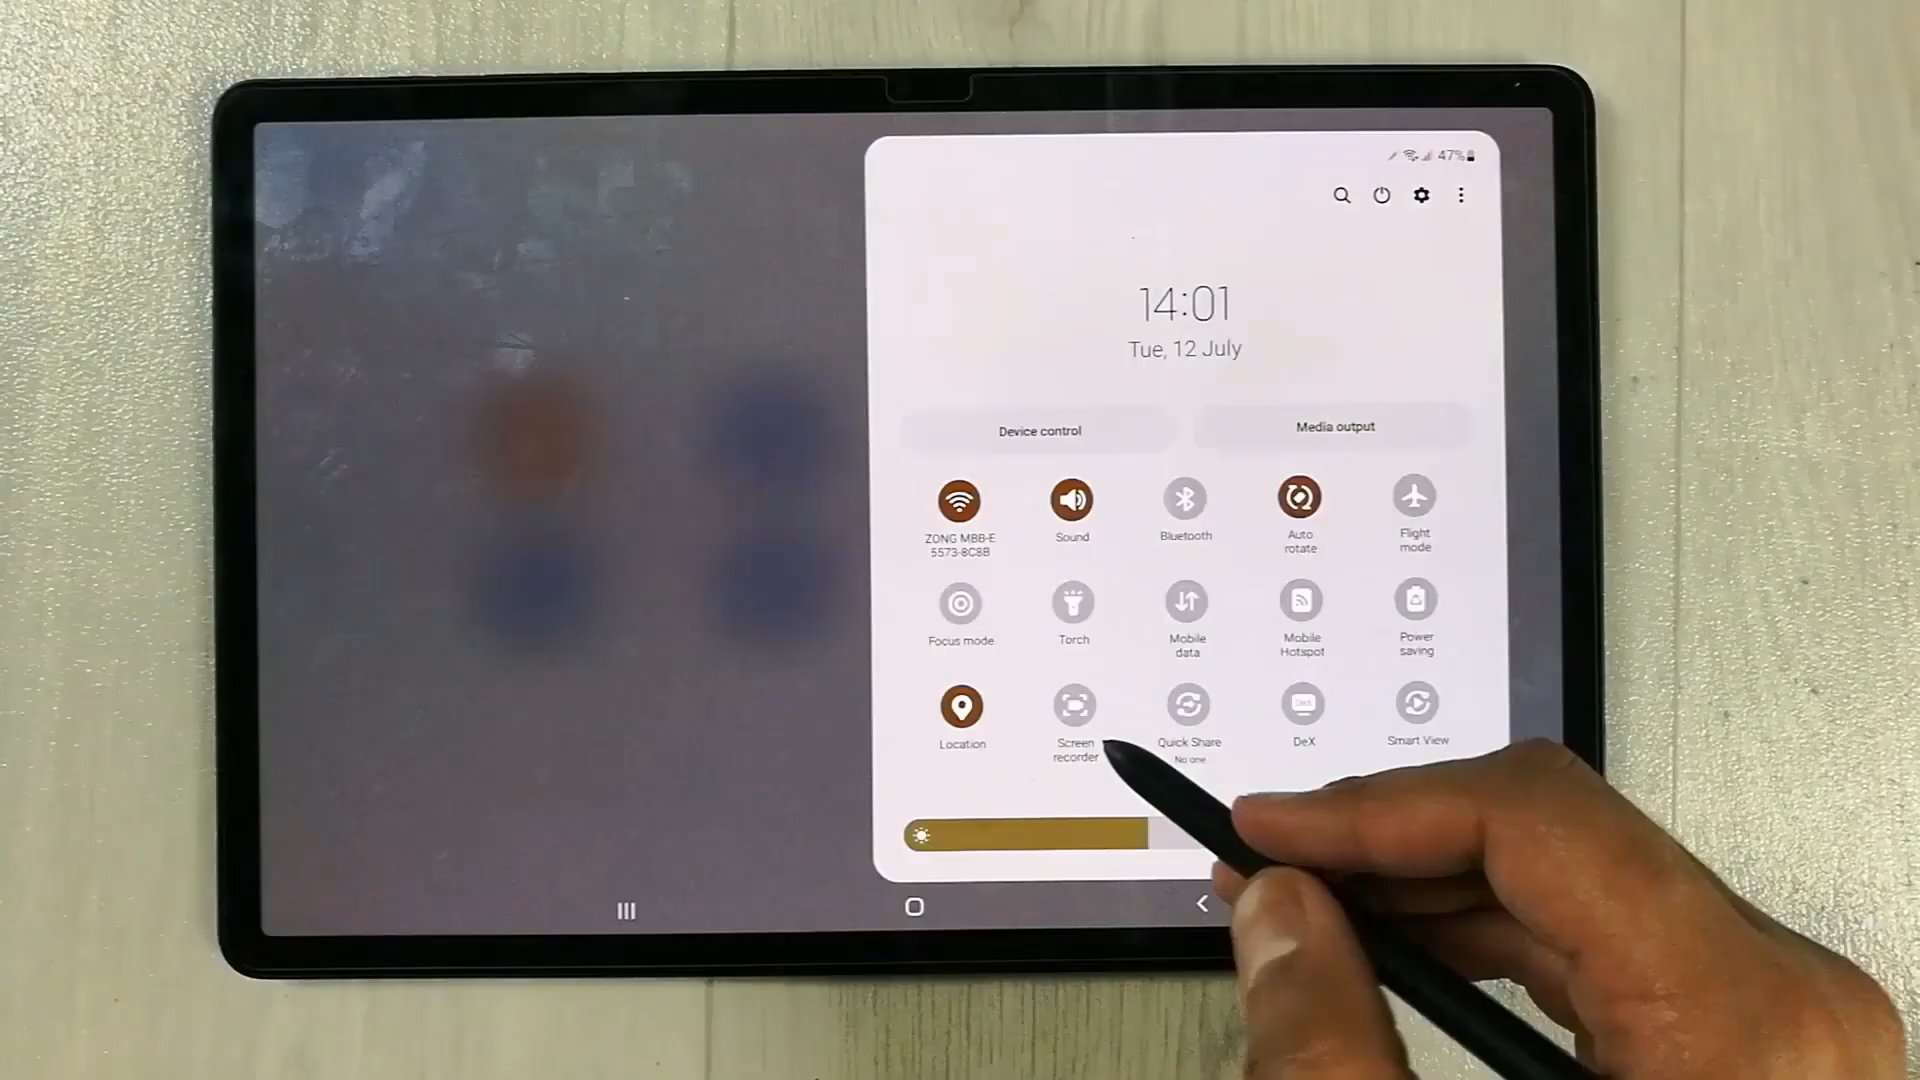 47%
14:01
Tue, 12 July
Device control
Media output
ZONG MBB-E
5573-8C8B
Sound
Bluetooth
Auto
rotate
Flight
mode
Focus mode
Torch
Mobile
data
Mobile
Hotspot
Power
saving
Location
Screen
recorder
Quick Share
No one
DeX
DeX
Smart View